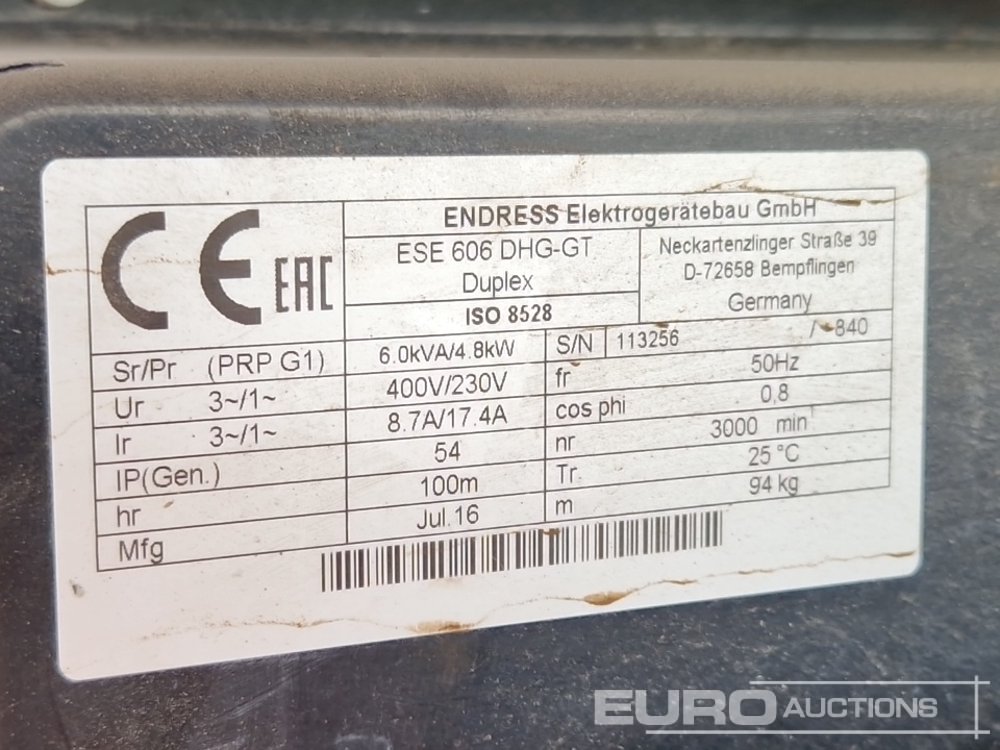 CE EAC
ENDRESS Elektrogerätebau GmbH
ESE 606 DHG-GT
Duplex
ISO 8528
Neckartenzlinger Straße 39
D-72658 Bempflingen
Germany
Sr/Pr (PRP G1) 6.0kVA/4.8kW S/N 113256 / 840
Ur 3~/1~ 400V/230V fr 50Hz
Ir 3~/1~ 8.7A/17.4A cos phi 0,8
IP(Gen.) 54 nr 3000 min
hr 100m Tr. 25 °C
Mfg Jul.16 m 94 kg
EURO AUCTIONS